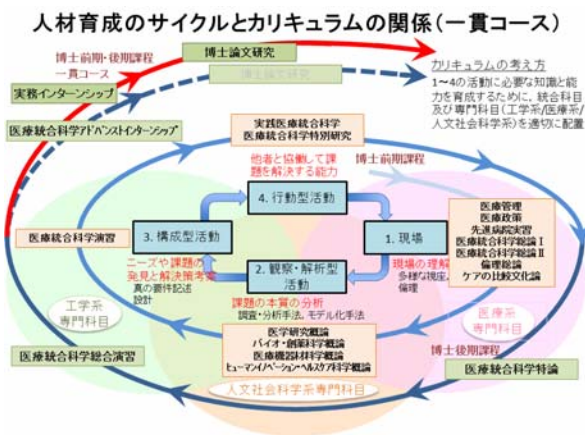 人材育成のサイクルとカリキュラムの関係(一貫コース)
博士前期・後期課程
一貫コース
博士論文研究
博士論文研究
実務インターンシップ
医療統合科学アドバンストインターンシップ
カリキュラムの考え方
1~4の活動に必要な知識と能
力を育成するために、統合科目
及び専門科目(工学系/医療系/
人文社会科学系)を適切に配置
実践医療統合科学
医療統合科学特別研究
他者と協働して課
題を解決する能力
博士前期課程
4. 行動型活動
3. 構成型活動
1. 現場
2. 観察・解析型
活動
医療統合科学演習
医療管理
医療政策
先進病院実習
医療統合科学総論Ⅰ
医療統合科学総論Ⅱ
倫理総論
ケアの比較文化論
ニーズや課題の
発見と解決策考案
真の要件記述
設計
現場の理解
多様な視座、
倫理
課題の本質の分析
調査・分析手法、モデル化手法
工学系
専門科目
医療系
専門科目
医学研究概論
バイオ・創薬科学概論
医療機器材料科学概論
ヒューマンイノベーション・ヘルスケア科学概論
人文社会科学系専門科目
医療統合科学総合演習
博士後期課程
医療統合科学特論